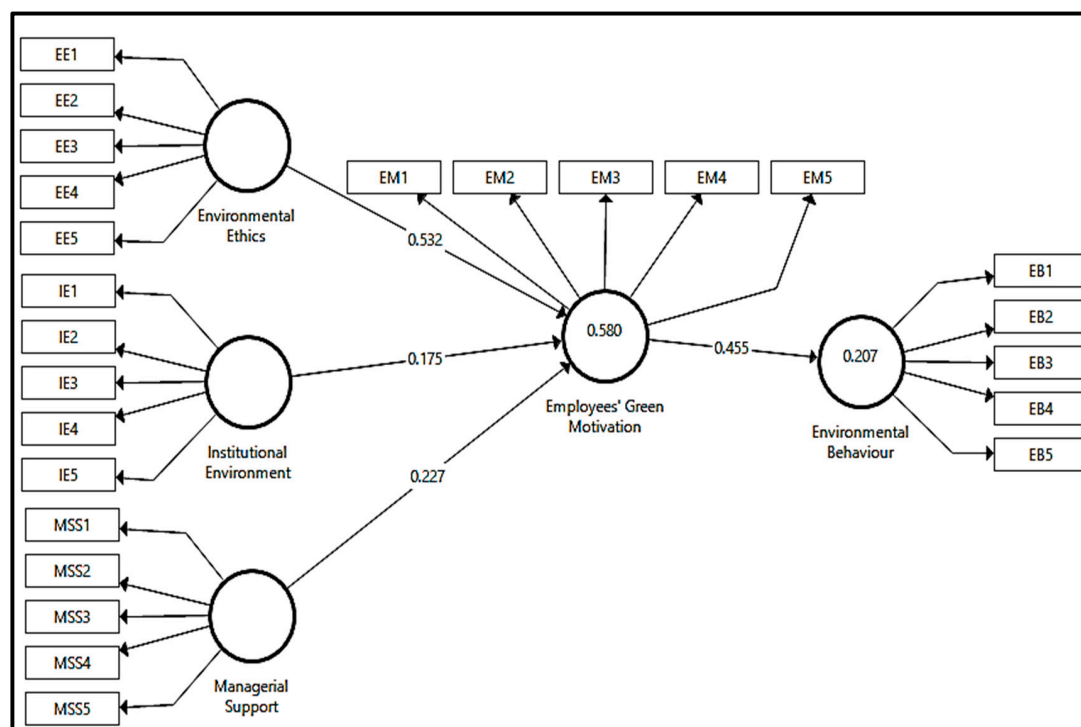 EE1
EE2
EE3
EE4
EE5
Environmental
Ethics
IE1
IE2
IE3
IE4
IE5
Institutional
Environment
MSS1
MSS2
MSS3
MSS4
MSS5
Managerial
Support
0.532
0.175
0.227
EM1
EM2
EM3
EM4
EM5
0.580
Employees' Green
Motivation
0.455
0.207
Environmental
Behaviour
EB1
EB2
EB3
EB4
EB5